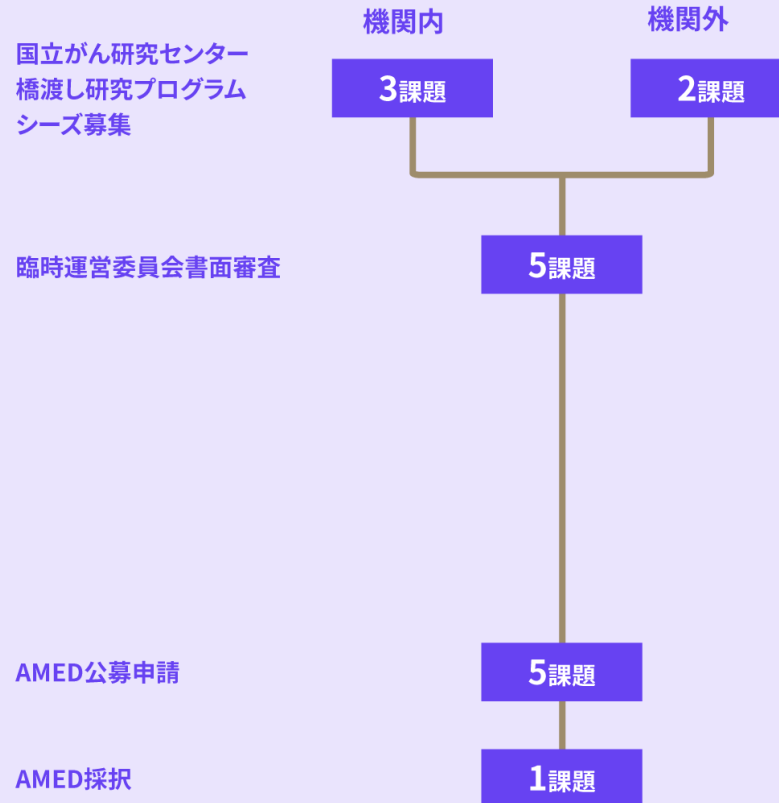 機関内
機関外
国立がん研究センター
橋渡し研究プログラム
シーズ募集
3課題
2課題
臨時運営委員会書面審査
5課題
AMED公募申請
5課題
AMED採択
1課題